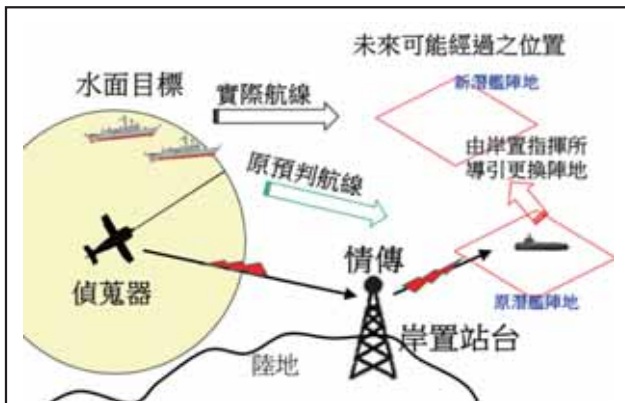 未來可能經過之位置
水面目標
實際航線
新潛艦陣地
由岸置指揮所
導引更換陣地
原預判航線
偵蒐器
情傳
原潛艦陣地
岸置站台
陸地